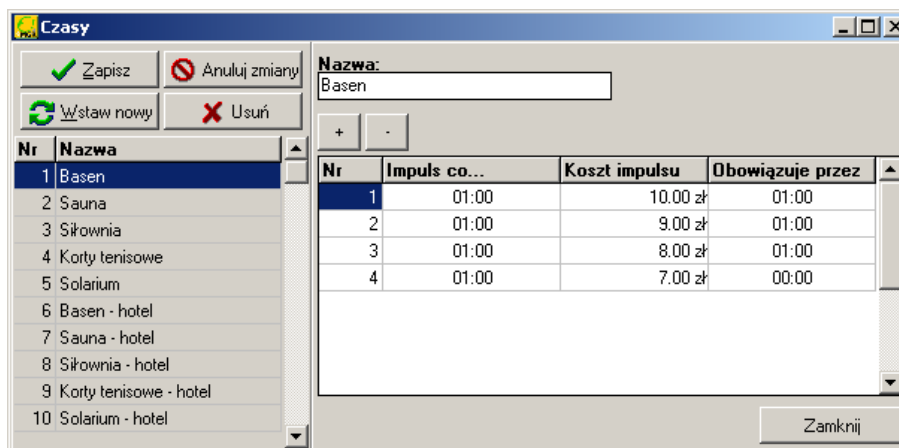 Czasy
Zapisz Anuluj zmiany
Wstaw nowy Usuń
Nr Nazwa
1 Basen
2 Sauna
3 Siłownia
4 Korty tenisowe
5 Solarium
6 Basen - hotel
7 Sauna - hotel
8 Siłownia - hotel
9 Korty tenisowe - hotel
10 Solarium - hotel
Nazwa:
Basen
+ -
Nr Impuls co... Koszt impulsu Obowiązuje przez
1 01:00 10.00 zł 01:00
2 01:00 9.00 zł 01:00
3 01:00 8.00 zł 01:00
4 01:00 7.00 zł 00:00
Zamknij